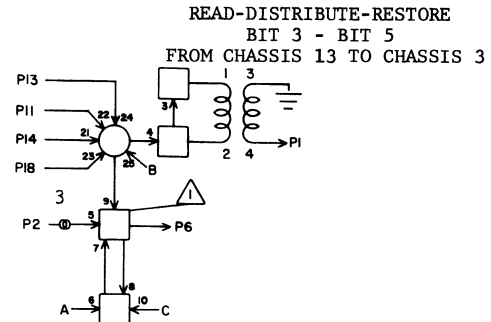 READ-DISTRIBUTE-RESTORE
BIT 3 - BIT 5
FROM CHASSIS 13 TO CHASSIS 3
P13
1 3
3
P11
22 24
P14
21
4
P18
23
25
B
2 4
P1
3
9
1
P2
5
P6
7
8
A
6
10
C